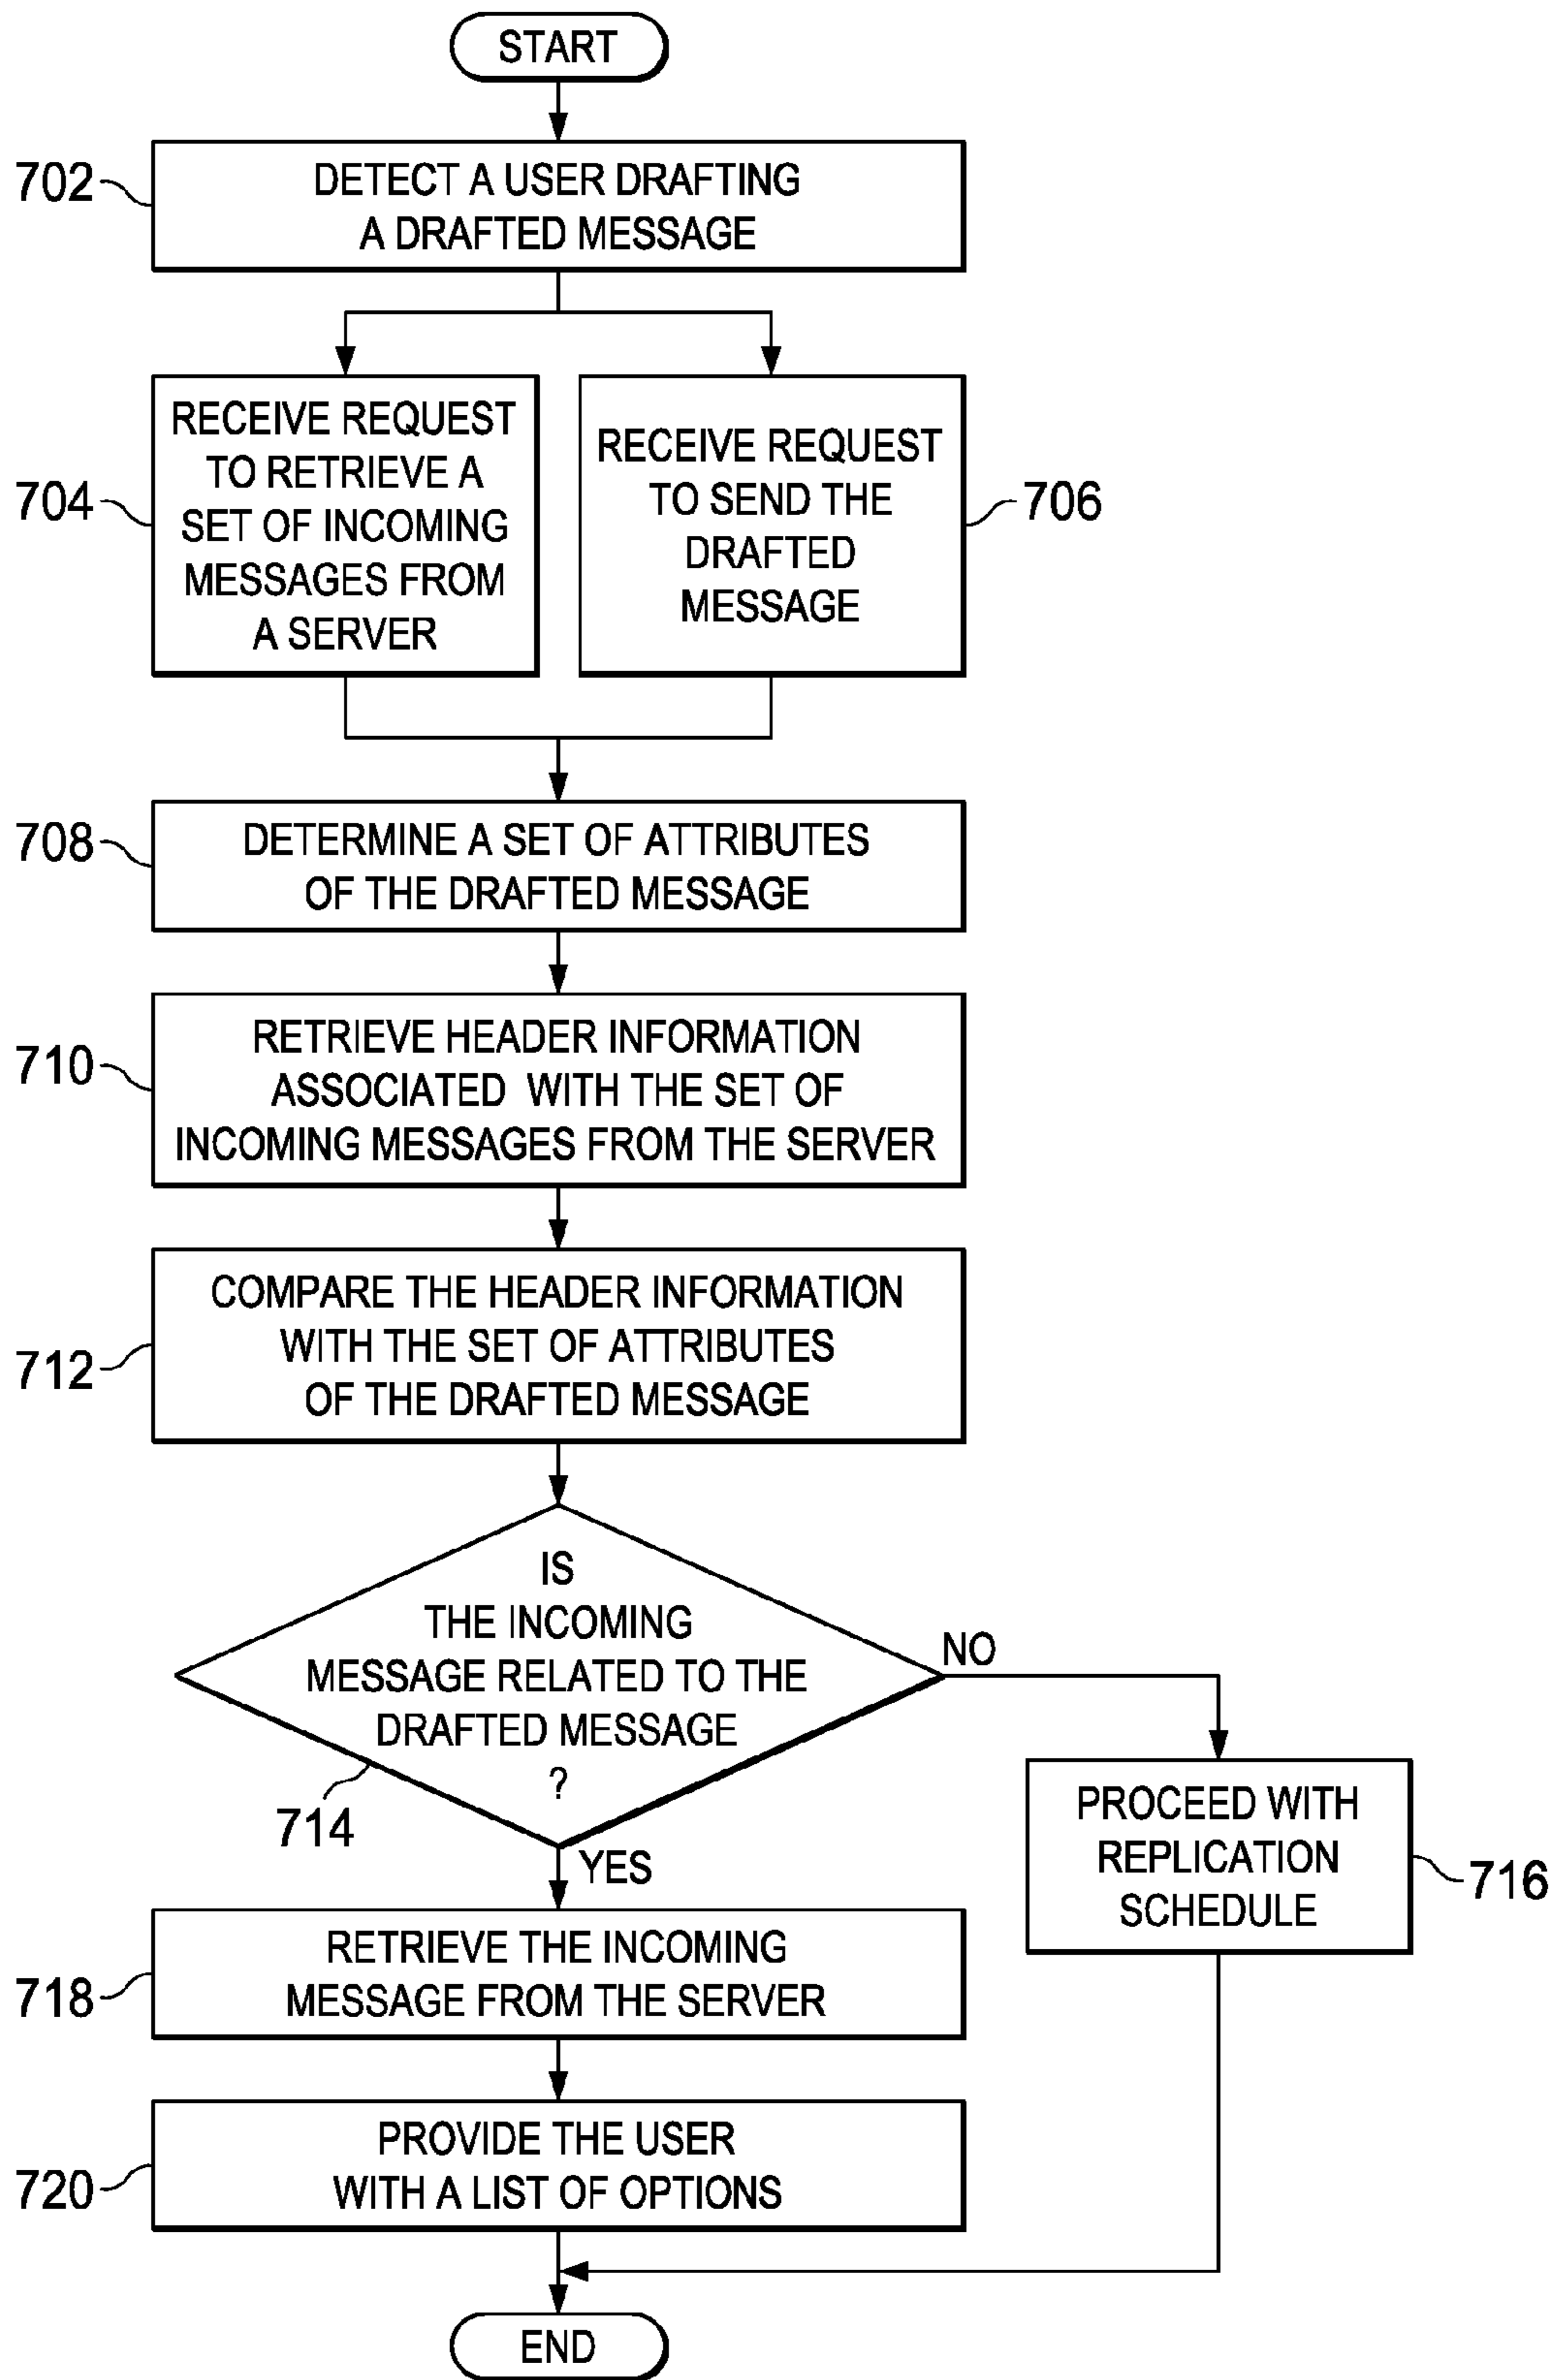 START
702
DETECT A USER DRAFTING
A DRAFTED MESSAGE
704
RECEIVE REQUEST
TO RETRIEVE A
SET OF INCOMING
MESSAGES FROM
A SERVER
RECEIVE REQUEST
TO SEND THE
DRAFTED
MESSAGE
706
708
DETERMINE A SET OF ATTRIBUTES
OF THE DRAFTED MESSAGE
710
RETRIEVE HEADER INFORMATION
ASSOCIATED WITH THE SET OF
INCOMING MESSAGES FROM THE SERVER
712
COMPARE THE HEADER INFORMATION
WITH THE SET OF ATTRIBUTES
OF THE DRAFTED MESSAGE
IS
THE INCOMING
MESSAGE RELATED TO THE
DRAFTED MESSAGE
?
714
NO
YES
PROCEED WITH
REPLICATION
SCHEDULE
716
718
RETRIEVE THE INCOMING
MESSAGE FROM THE SERVER
720
PROVIDE THE USER
WITH A LIST OF OPTIONS
END